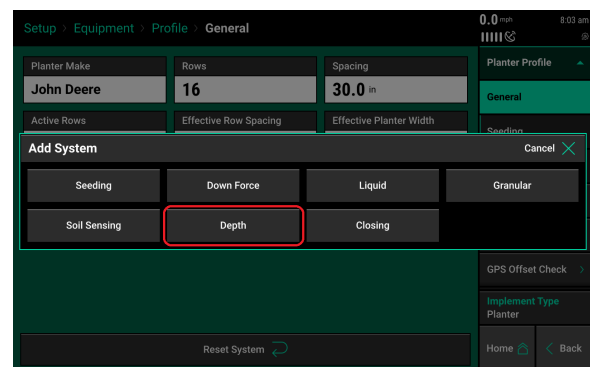 Setup > Equipment > Profile > General
0.0 mph 8:03 am
Planter Make
John Deere
Rows
16
Spacing
30.0 in
Planter Profile
General
Active Rows
Effective Row Spacing
Effective Planter Width
Seeding
Add System
Cancel
Seeding
Down Force
Liquid
Granular
Soil Sensing
Depth
Closing
GPS Offset Check >
Implement Type
Planter
Reset System
Home
< Back